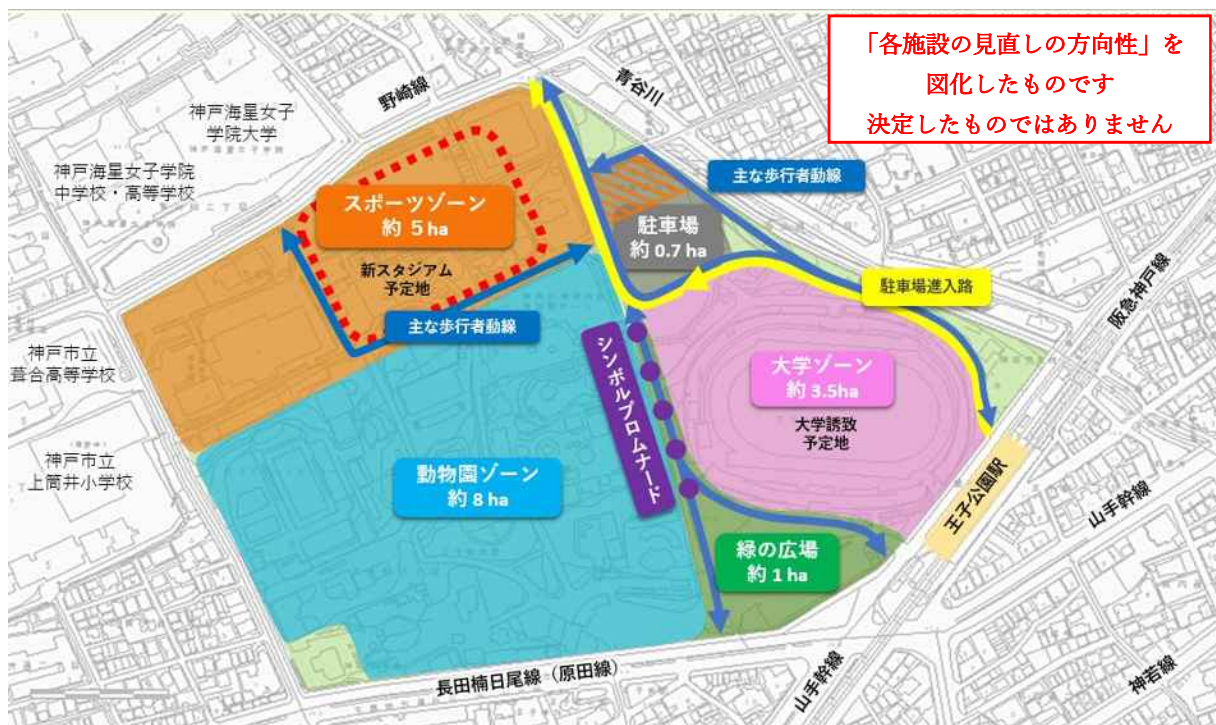 「各施設の見直しの方向性」を
図化したものです
決定したものではありません
野崎線
青谷川
神戸海星女子
学院大学
神戸海星女子学院
中学校・高等学校
主な歩行者動線
スポーツゾーン
約 5 ha
駐車場
約 0.7 ha
新スタジアム
予定地
駐車場進入路
阪急神戸線
主な歩行者動線
神戸市立
葺合高等学校
シンボルプロムナード
大学ゾーン
約 3.5ha
大学誘致
予定地
神戸市立
上筒井小学校
動物園ゾーン
約 8 ha
王子公園駅
山手幹線
緑の広場
約 1 ha
長田楠日尾線（原田線）
山手幹線
神若線